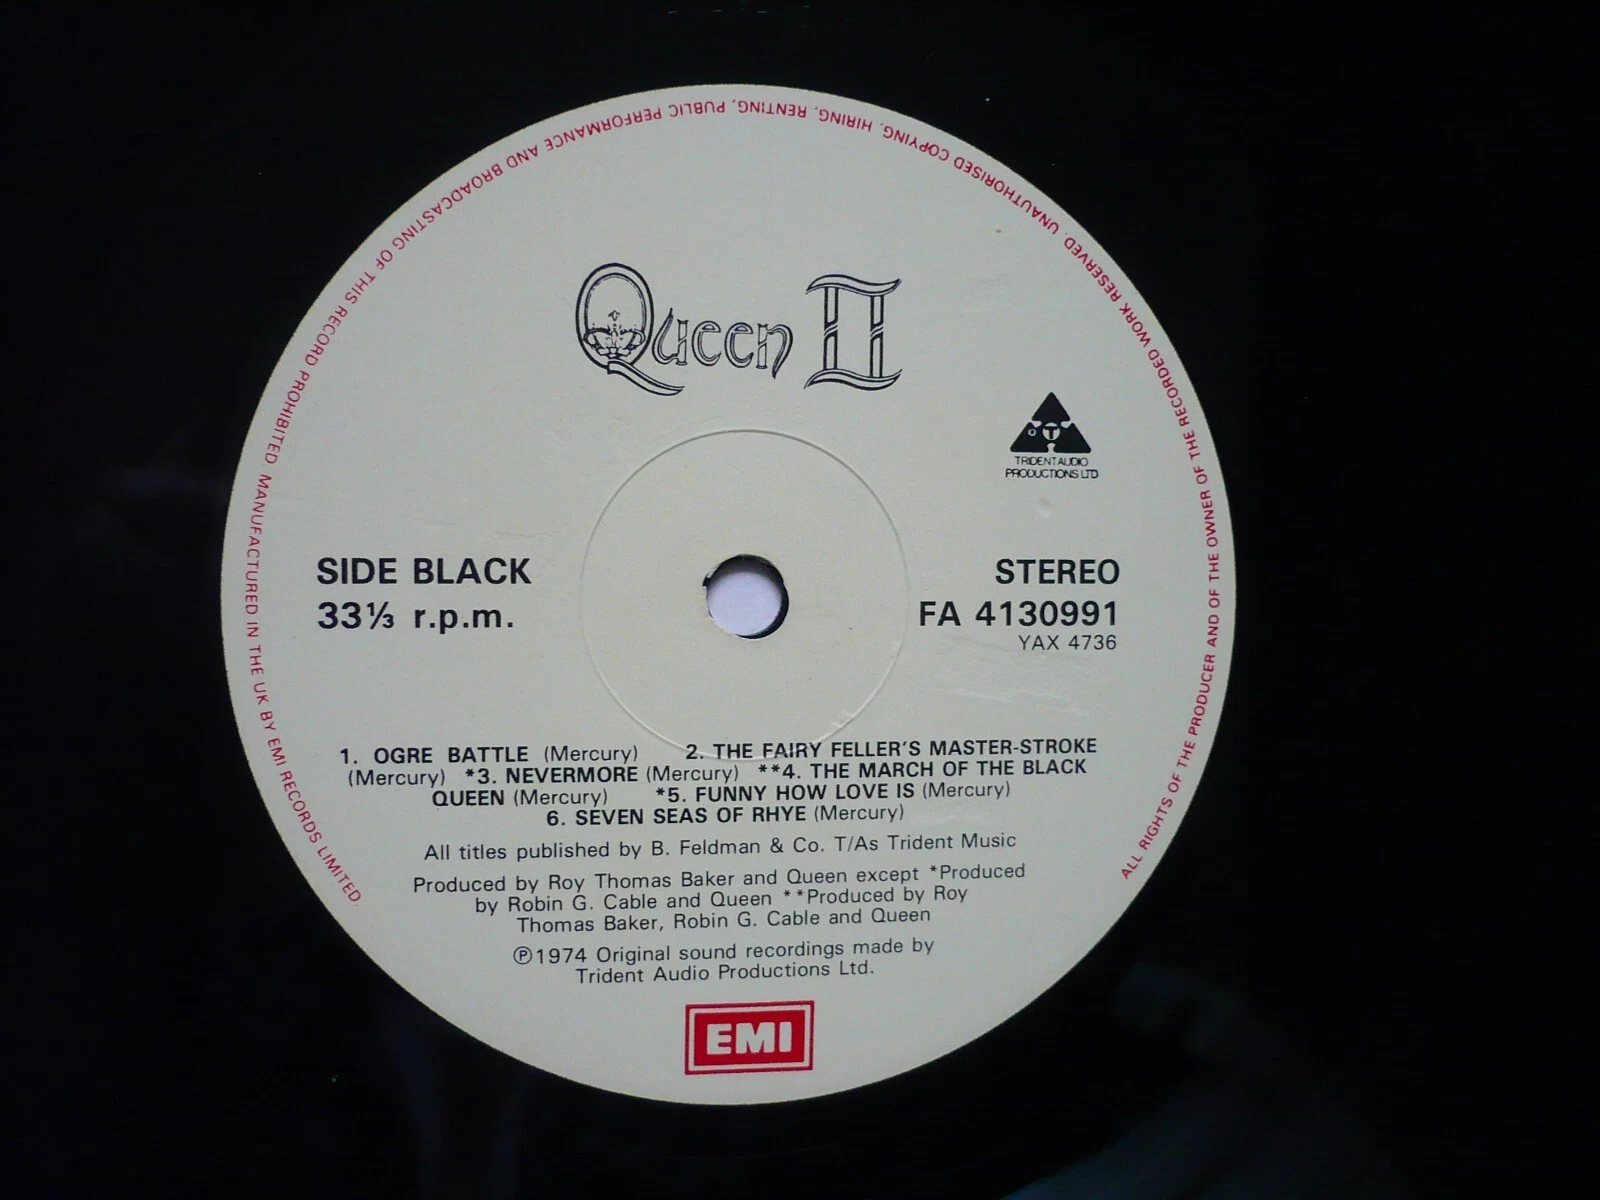 Queen II
TRIDENT AUDIO
PRODUCTIONS LTD
SIDE BLACK
33⅓ r.p.m.
STEREO
FA 4130991
YAX 4736
1. OGRE BATTLE (Mercury) 2. THE FAIRY FELLER'S MASTER-STROKE
(Mercury) *3. NEVERMORE (Mercury) **4. THE MARCH OF THE BLACK
QUEEN (Mercury) *5. FUNNY HOW LOVE IS (Mercury)
6. SEVEN SEAS OF RHYE (Mercury)
All titles published by B. Feldman & Co. T/As Trident Music
Produced by Roy Thomas Baker and Queen except *Produced
by Robin G. Cable and Queen **Produced by Roy
Thomas Baker, Robin G. Cable and Queen
℗1974 Original sound recordings made by
Trident Audio Productions Ltd.
EMI
ALL RIGHTS OF THE PRODUCER AND OF THE OWNER OF THE RECORDED WORK RESERVED. UNAUTHORISED COPYING, HIRING, RENTING, PUBLIC PERFORMANCE AND BROADCASTING OF THIS RECORD PROHIBITED. MANUFACTURED IN THE UK BY EMI RECORDS LIMITED.